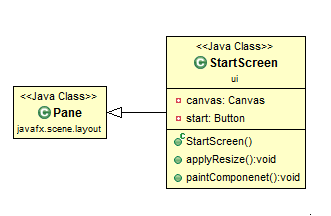 <<Java Class>>
Pane
javafx.scene.layout
<<Java Class>>
StartScreen
ui
canvas: Canvas
start: Button
StartScreen()
applyResize():void
paintComponenet():void